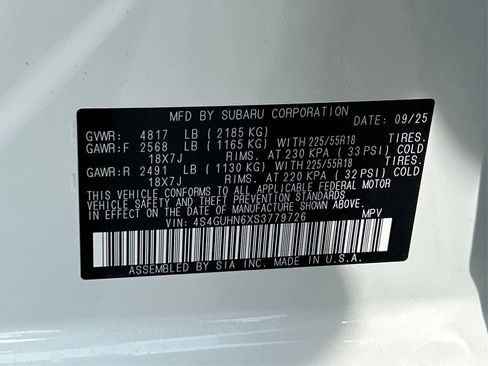 MFD BY SUBARU CORPORATION DATE: 09/25
GVWR: 4817 LB (2185 KG) TIRES.
GAWR:F 2568 LB (1165 KG) WITH 225/55R18
18X7J RIMS. AT 230 KPA (33 PSI) COLD
GAWR:R 2491 LB (1130 KG) WITH 225/55R18 TIRES.
18X7J RIMS. AT 220 KPA (32 PSI) COLD
THIS VEHICLE CONFORMS TO ALL APPLICABLE FEDERAL MOTOR
VEHICLE SAFETY AND THEFT PREVENTION STANDARDS
IN EFFECT ON THE DATE OF MANUFACTURE SHOWN ABOVE.
VIN: 4S4GUHN6XS3779726 MPV
ASSEMBLED BY SIA INC. MADE IN U.S.A.